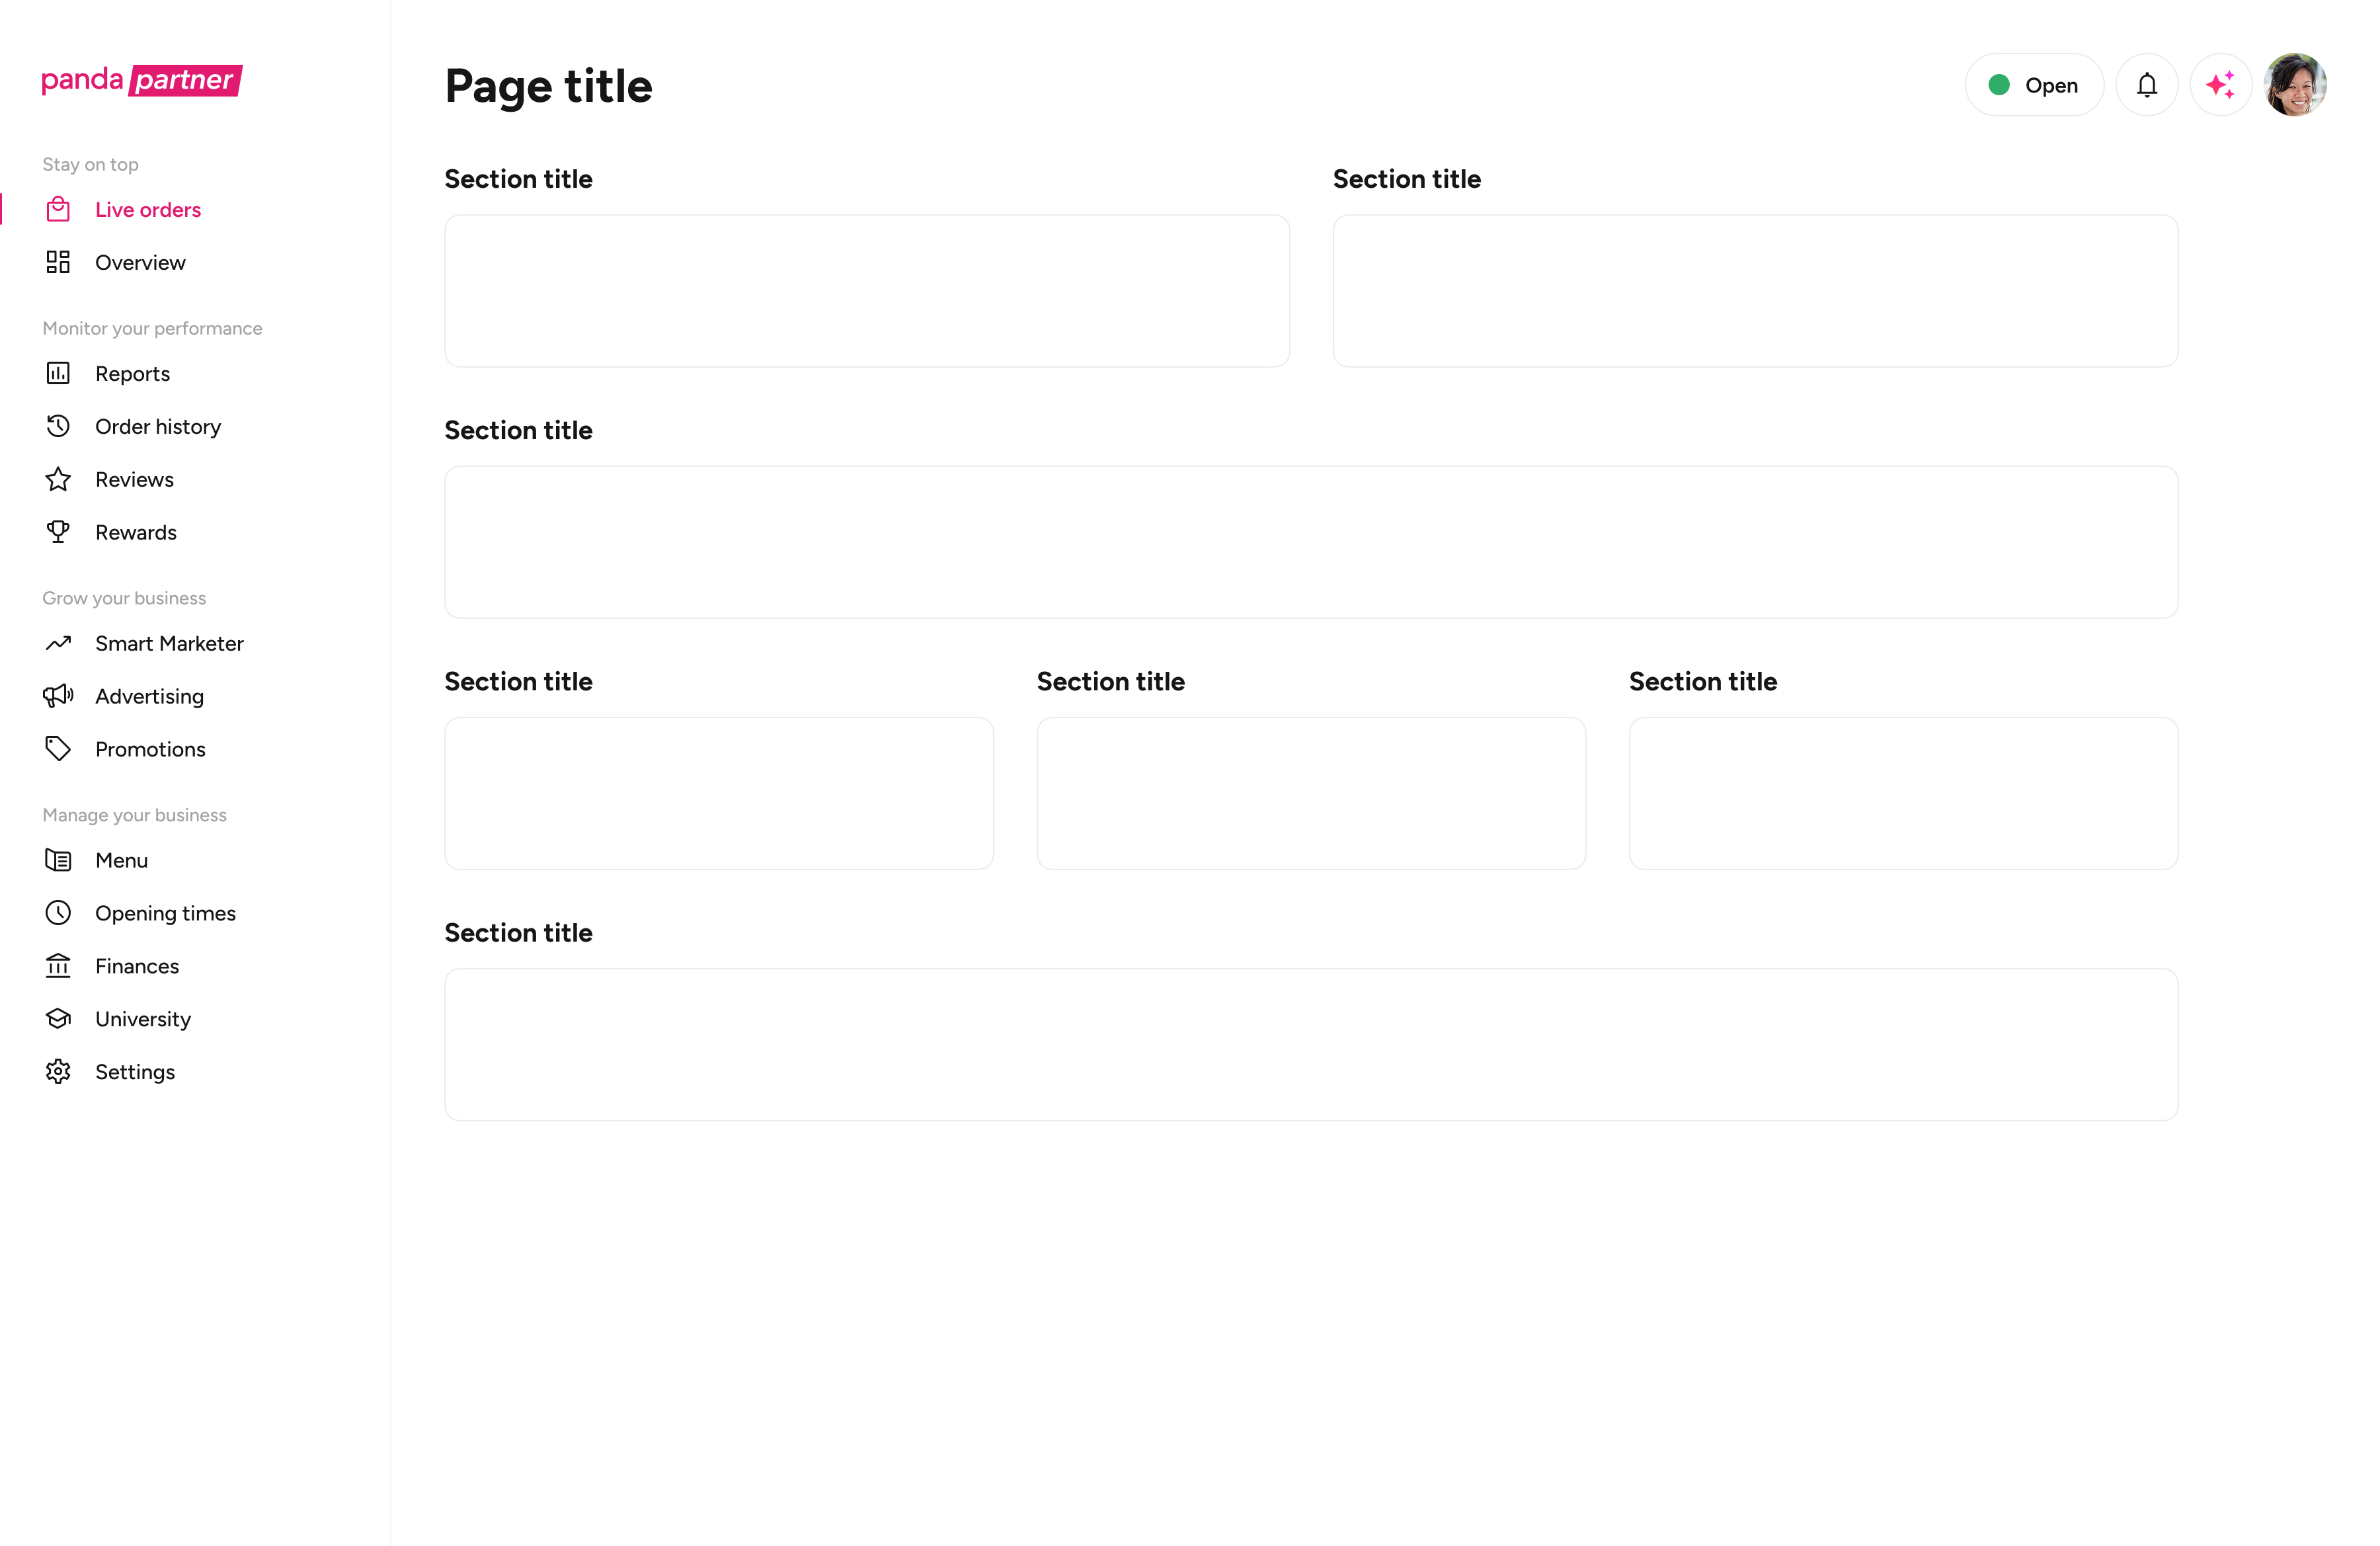 panda partner
Stay on top
Live orders
Overview
Monitor your performance
Reports
Order history
Reviews
Rewards
Grow your business
Smart Marketer
Advertising
Promotions
Manage your business
Menu
Opening times
Finances
University
Settings
Page title
Open
Section title
Section title
Section title
Section title
Section title
Section title
Section title